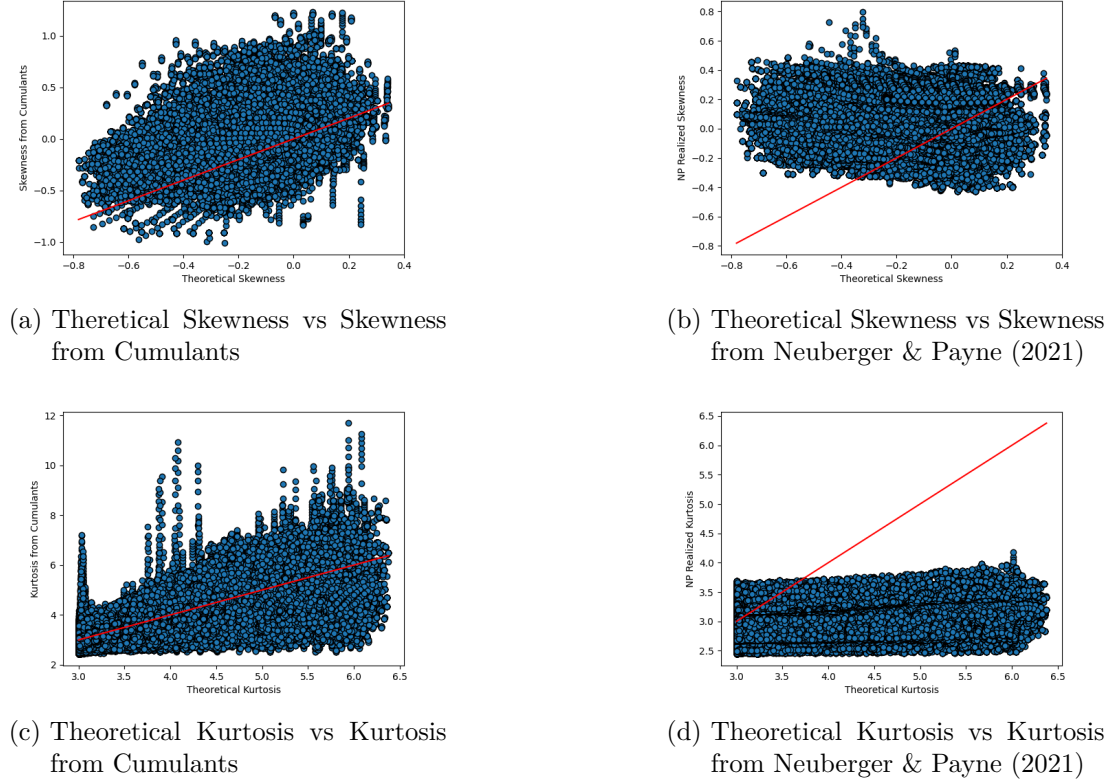 1.0
0.5
0.0
−0.5
−1.0
Skewness from Cumulants
−0.8 −0.6 −0.4 −0.2 0.0 0.2 0.4
Theoretical Skewness
(a) Theretical Skewness vs Skewness
from Cumulants
0.8
0.6
0.4
0.2
0.0
−0.2
−0.4
−0.6
−0.8
NP Realized Skewness
−0.8 −0.6 −0.4 −0.2 0.0 0.2
Theoretical Skewness
(b) Theoretical Skewness vs Skewness
from Neuberger & Payne (2021)
12
10
8
6
4
2
Kurtosis from Cumulants
3.0 3.5 4.0 4.5 5.0 5.5 6.0 6.5
Theoretical Kurtosis
(c) Theoretical Kurtosis vs Kurtosis
from Cumulants
6.5
6.0
5.5
5.0
4.5
4.0
3.5
3.0
2.5
NP Realized Kurtosis
3.0 3.5 4.0 4.5 5.0 5.5 6.0 6.5
Theoretical Kurtosis
(d) Theoretical Kurtosis vs Kurtosis
from Neuberger & Payne (2021)